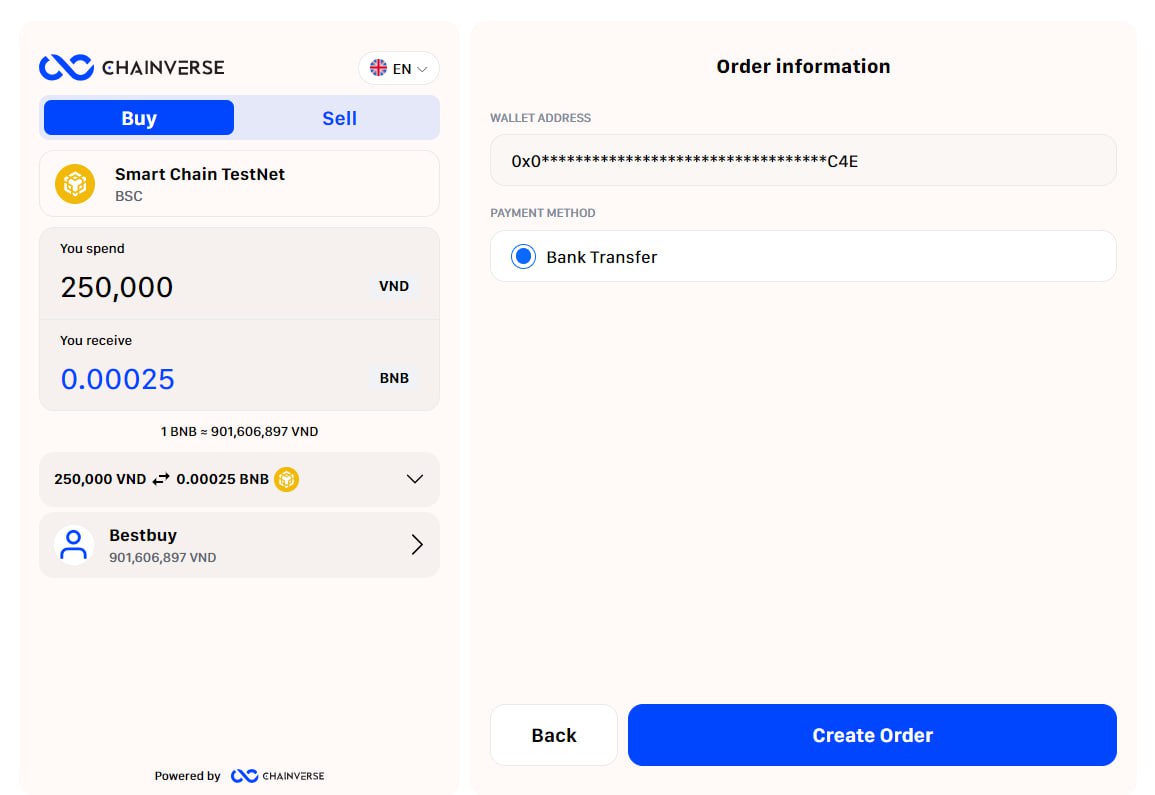 CHAINVERSE
EN
Buy
Sell
Smart Chain TestNet
BSC
You spend
250,000
VND
You receive
0.00025
BNB
1 BNB ≈ 901,606,897 VND
250,000 VND ⇄ 0.00025 BNB
Bestbuy
901,606,897 VND
Powered by CHAINVERSE
Order information
WALLET ADDRESS
0x0**********************************C4E
PAYMENT METHOD
Bank Transfer
Back
Create Order